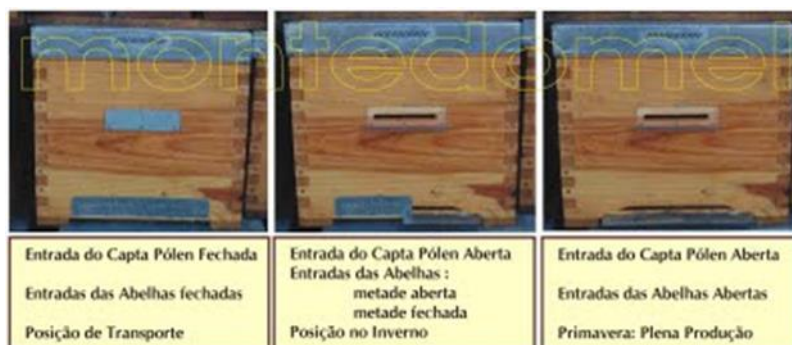 montedomel
Entrada do Capta Pólen Fechada
Entradas das Abelhas fechadas
Posição de Transporte
Entrada do Capta Pólen Aberta
Entradas das Abelhas :
metade aberta
metade fechada
Posição no Inverno
Entrada do Capta Pólen Aberta
Entradas das Abelhas Abertas
Primavera: Plena Produção